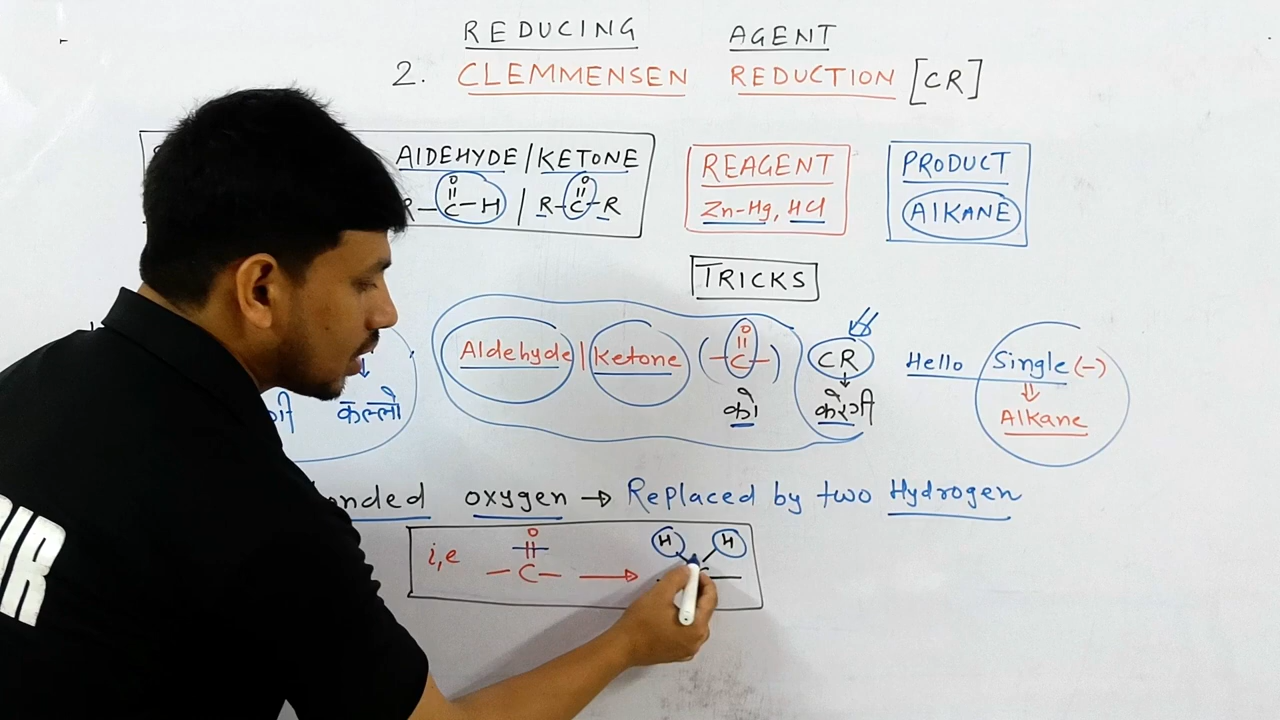 REDUCING AGENT
2. CLEMMENSEN REDUCTION [CR]
AlDEHYDE/KETONE
R-C-H / R-C-R
O O
REAGENT
Zn-Hg, HCl
PRODUCT
AlKANE
TRICKS
Aldehyde/Ketone (-C-) CR Hello Single(-)
O
को करेगी
Alkane
कल्लो
oxygen → Replaced by two Hydrogen
i,e -C- → H H
O